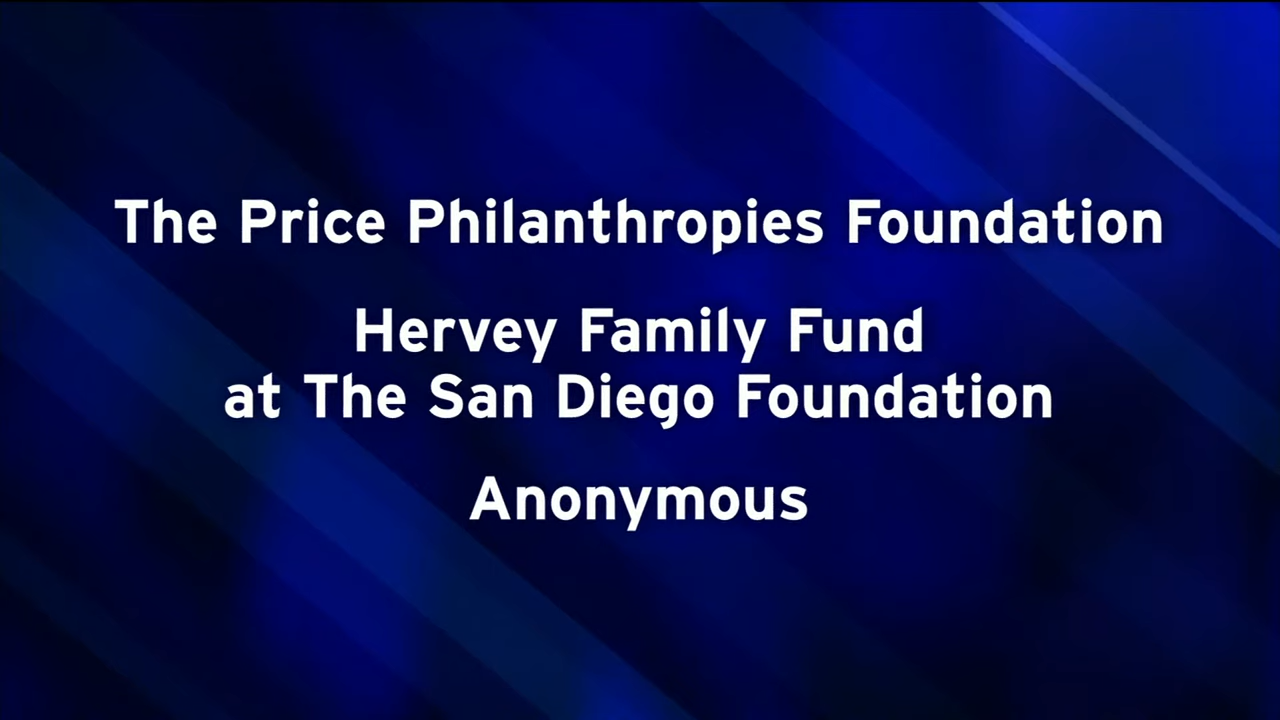 The Price Philanthropies Foundation
Hervey Family Fund
at The San Diego Foundation
Anonymous